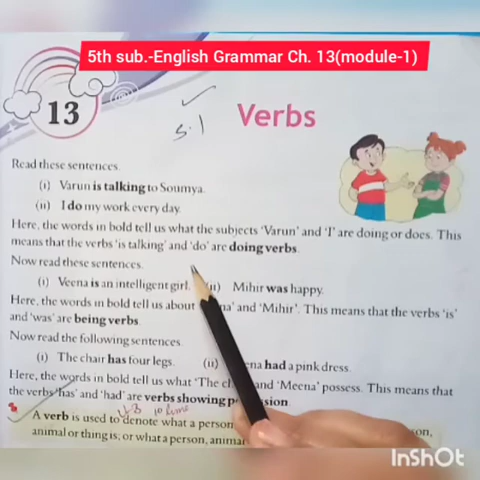 5th sub.-English Grammar Ch. 13(module-1)
13
S.1
Verbs
Read these sentences.
(i) Varun is talking to Soumya.
(ii) I do my work every day.
Here, the words in bold tell us what the subjects 'Varun' and 'I' are doing or does. This
means that the verbs 'is talking' and 'do' are doing verbs.
Now read these sentences.
(i) Veena is an intelligent girl. Mihir was happy.
Here, the words in bold tell us about and 'Mihir'. This means that the verbs 'is'
and 'was' are being verbs.
Now read the following sentences.
(i) The chair has four legs. (ii) had a pink dress.
Here, the words in bold tell us what 'The and 'Meena' possess. This means that
the verbs 'has' and 'had' are verbs showing
A verb is used to denote what a person
animal or thing is; or what a person, animal
InShOt